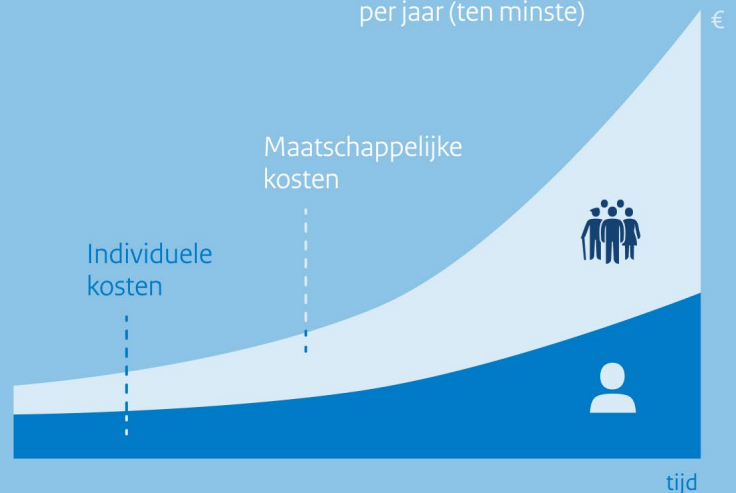 per jaar (ten minste)
€
Maatschappelijke
kosten
Individuele
kosten
tijd